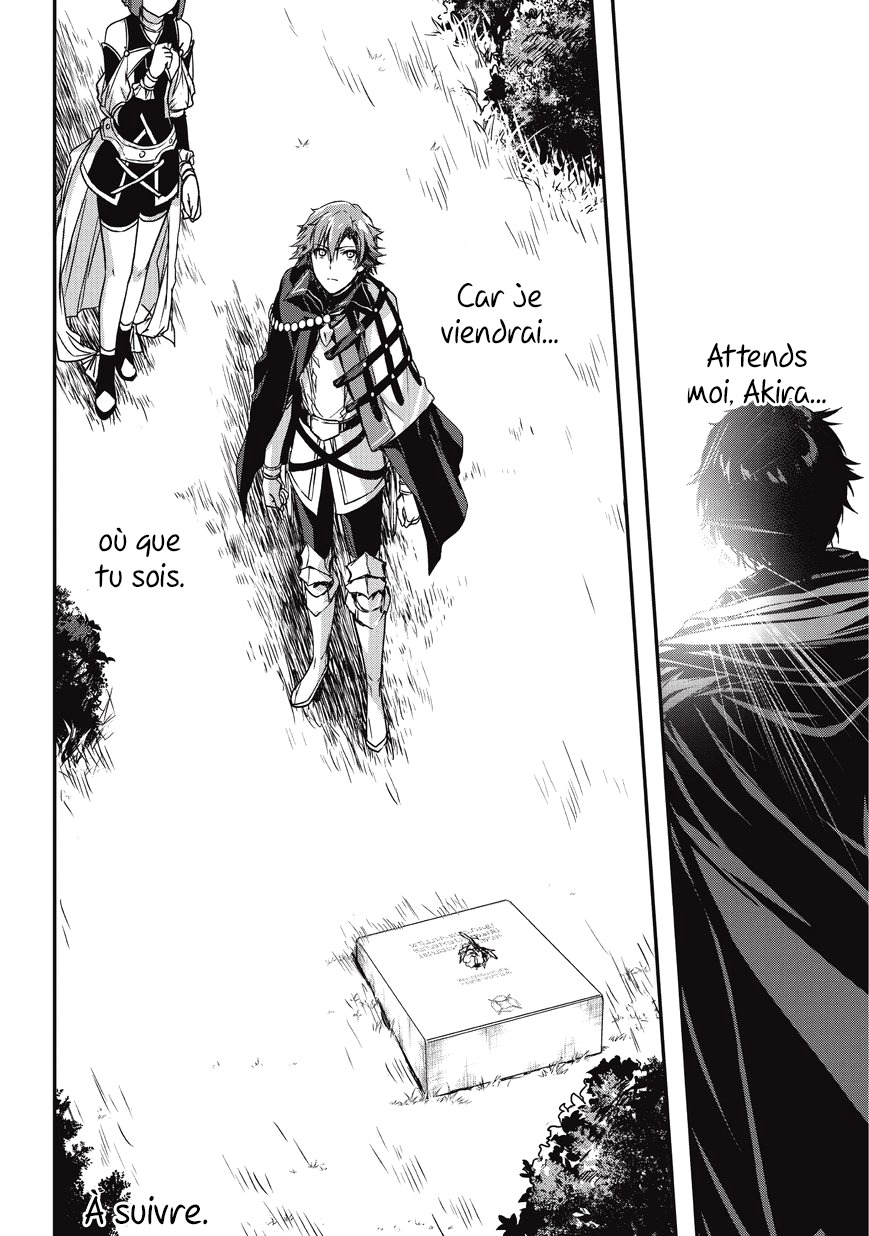 Attends
moi, Akira...
Car je
viendrai...
où que
tu sois.
À suivre.